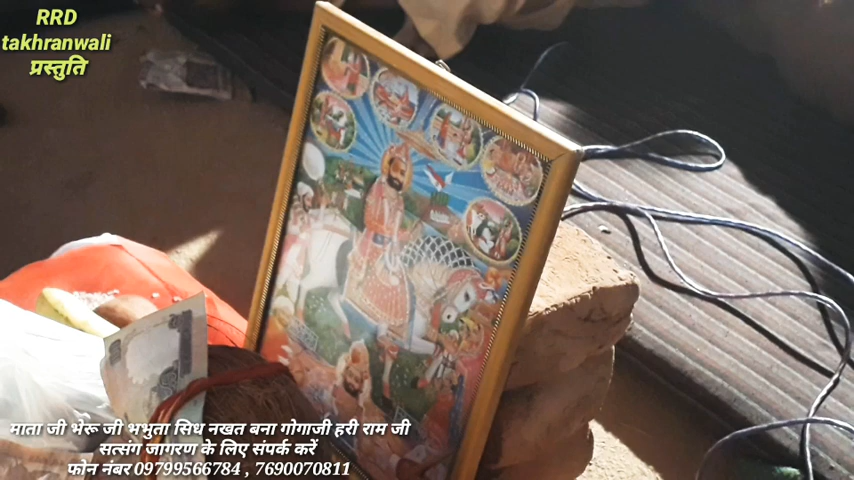 RRD
takhranwali
प्रस्तुति
माता जी भेरू जी भभुता सिध नखत बना गोगाजी हरी राम जी
सत्संग जागरण के लिए संपर्क करें
फोन नंबर 09799566784 , 7690070811